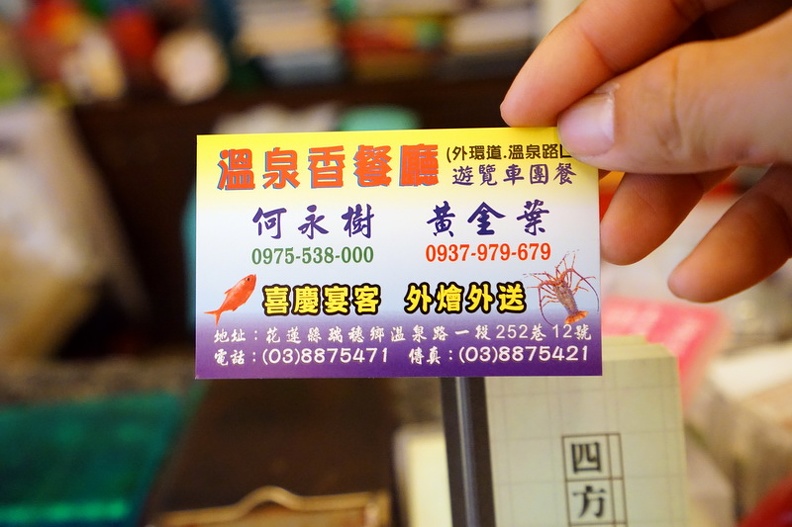 溫泉香餐廳
(外環道.溫泉路
遊覽車團餐
何永樹 黃金葉
0975-538-000 0937-979-679
喜慶宴客 外燴外送
地址：花蓮縣瑞穗鄉溫泉路一段252巷12號
電話：(03)8875471 傳真：(03)8875421
四方